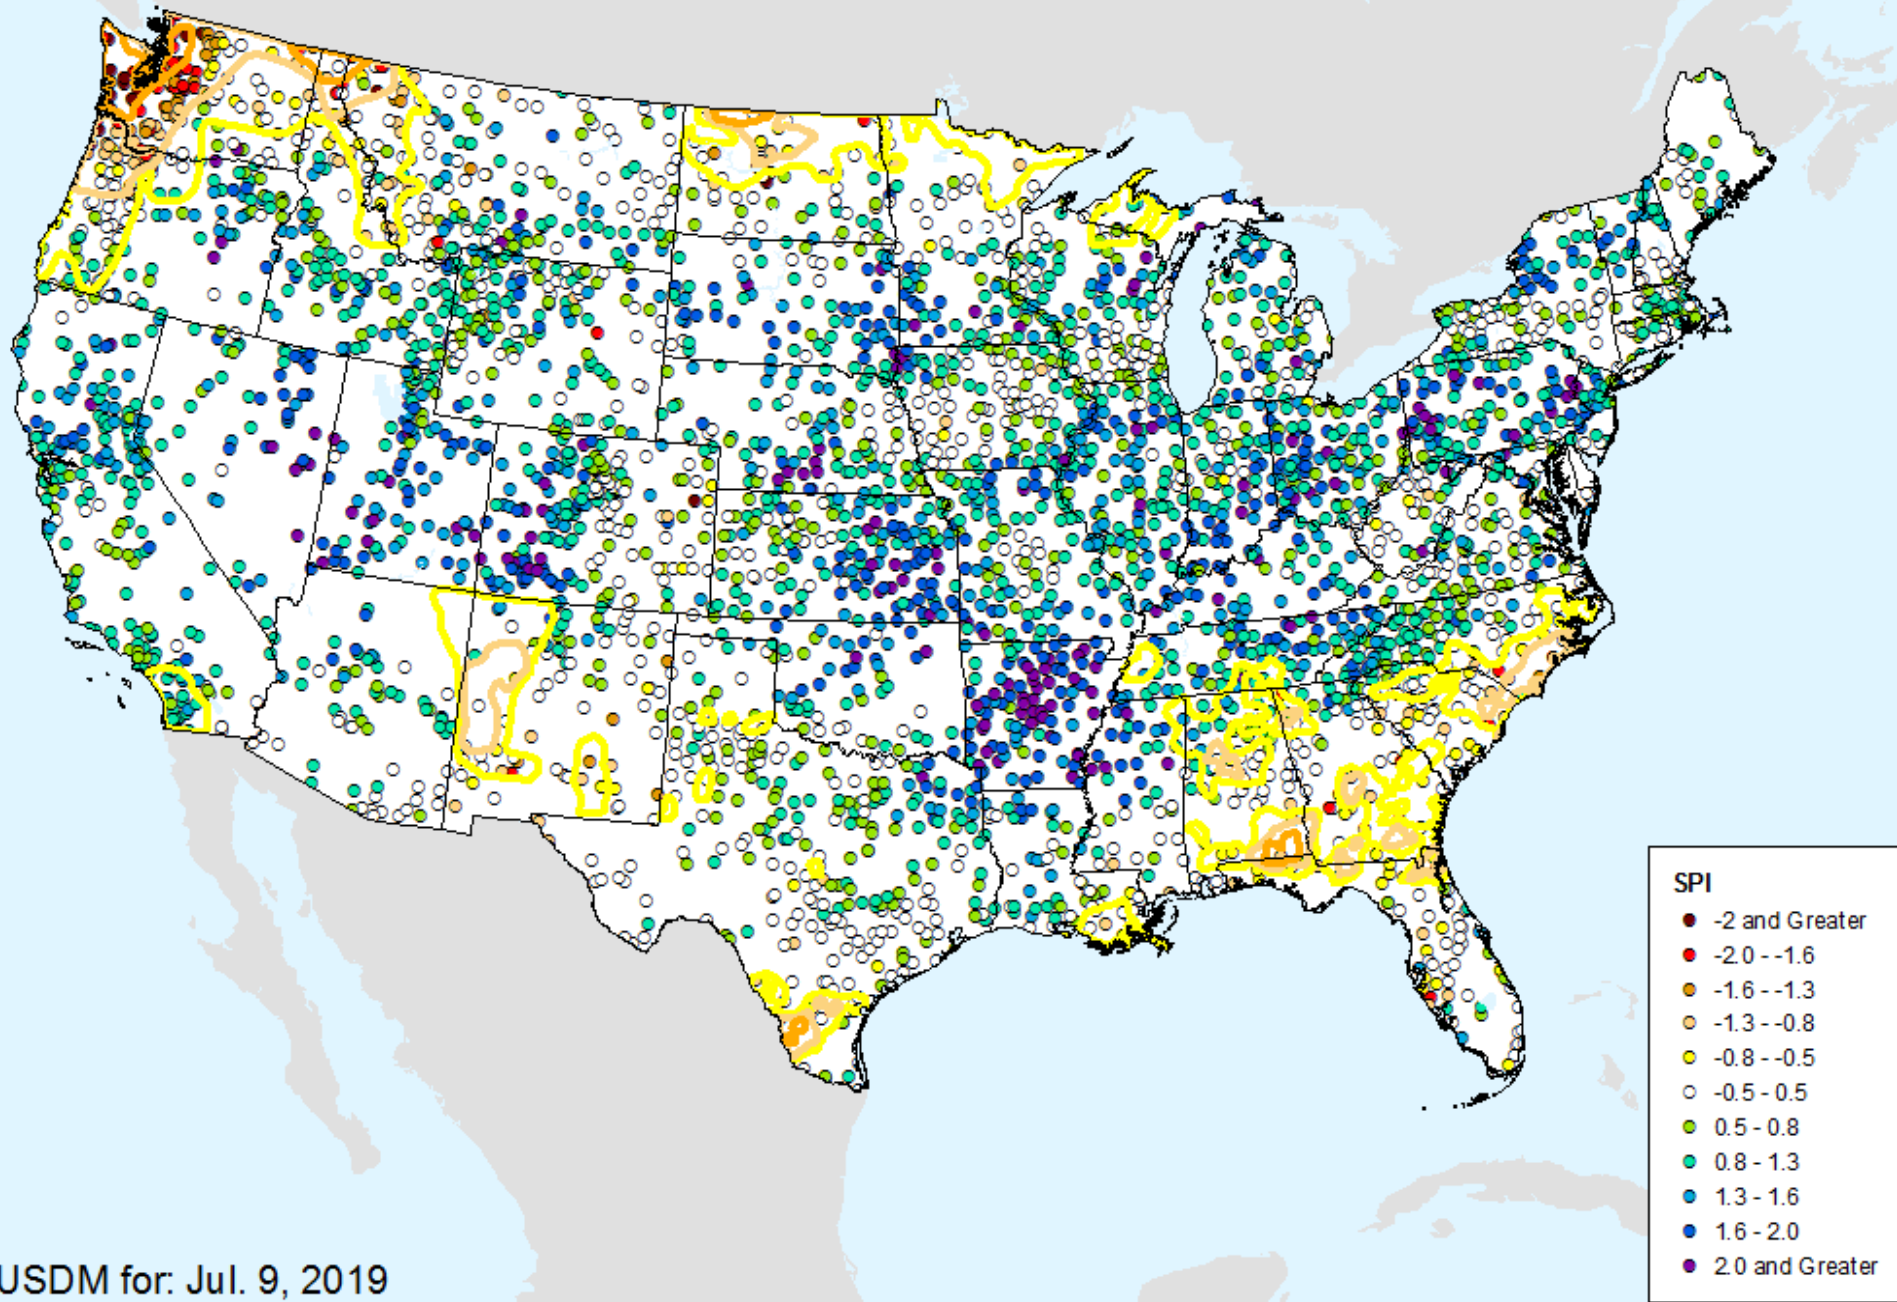 SPI
-2 and Greater
-2.0 - -1.6
-1.6 - -1.3
-1.3 - -0.8
-0.8 - -0.5
-0.5 - 0.5
0.5 - 0.8
0.8 - 1.3
1.3 - 1.6
1.6 - 2.0
2.0 and Greater
USDM for: Jul. 9, 2019